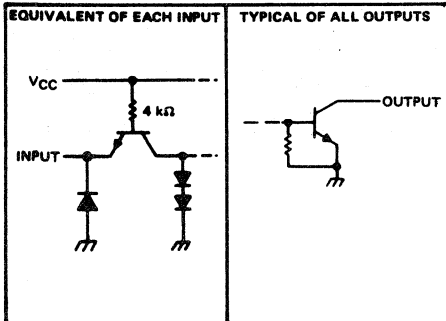 EQUIVALENT OF EACH INPUT
VCC
4 kΩ
INPUT
TYPICAL OF ALL OUTPUTS
OUTPUT